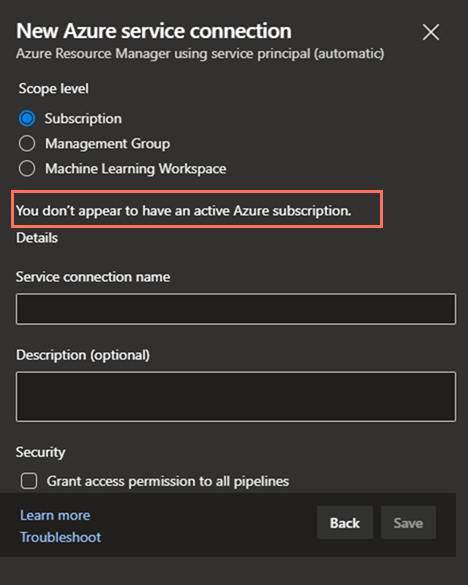 New Azure service connection
Azure Resource Manager using service principal (automatic)
Scope level
Subscription
Management Group
Machine Learning Workspace
You don't appear to have an active Azure subscription.
Details
Service connection name
Description (optional)
Security
Grant access permission to all pipelines
Learn more
Troubleshoot
Back
Save